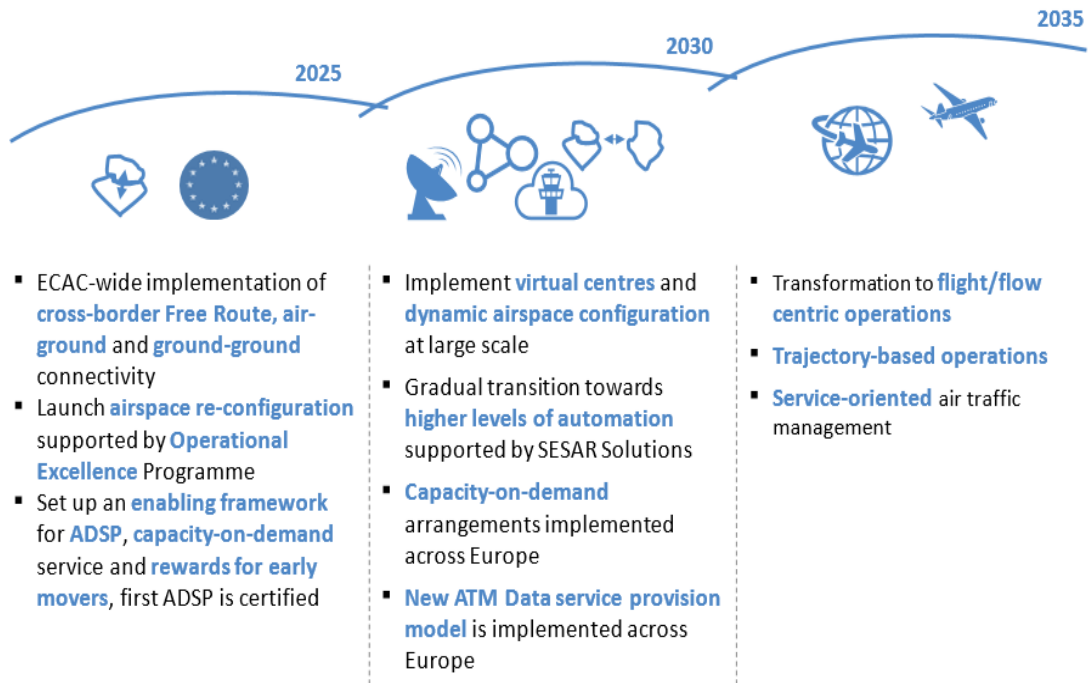 2025
2030
2035
▪ ECAC-wide implementation of
cross-border Free Route, air-
ground and ground-ground
connectivity
▪ Launch airspace re-configuration
supported by Operational
Excellence Programme
▪ Set up an enabling framework
for ADSP, capacity-on-demand
service and rewards for early
movers, first ADSP is certified
▪ Implement virtual centres and
dynamic airspace configuration
at large scale
▪ Gradual transition towards
higher levels of automation
supported by SESAR Solutions
▪ Capacity-on-demand
arrangements implemented
across Europe
▪ New ATM Data service provision
model is implemented across
Europe
▪ Transformation to flight/flow
centric operations
▪ Trajectory-based operations
▪ Service-oriented air traffic
management